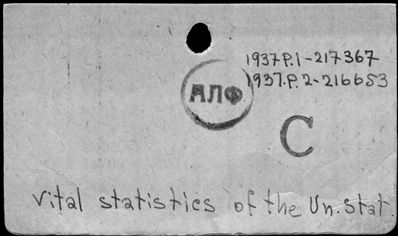 1937 P.1-217367
1937.P.2-216653
АЛФ
C
Vital statistics of the Un. Stat.